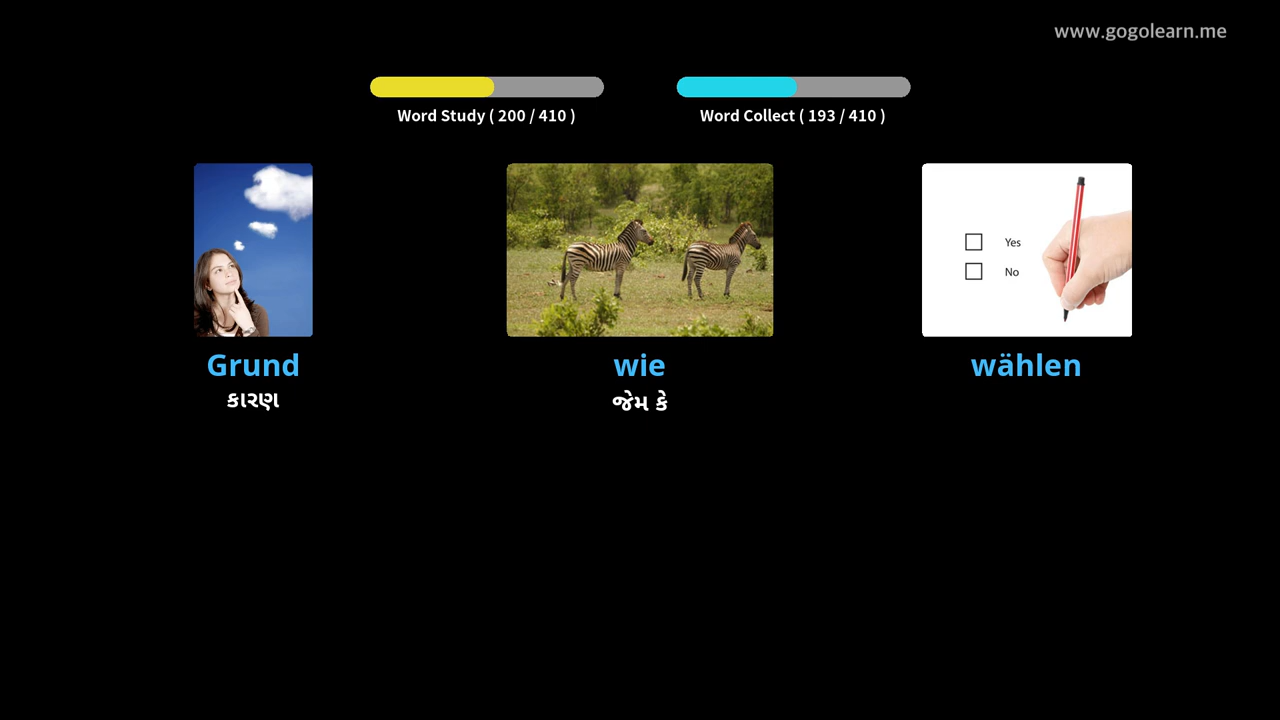 www.gogolearn.me
Word Study ( 200 / 410 )
Word Collect ( 193 / 410 )
Yes
No
Grund
wie
wählen
કારણ
જેમ કે